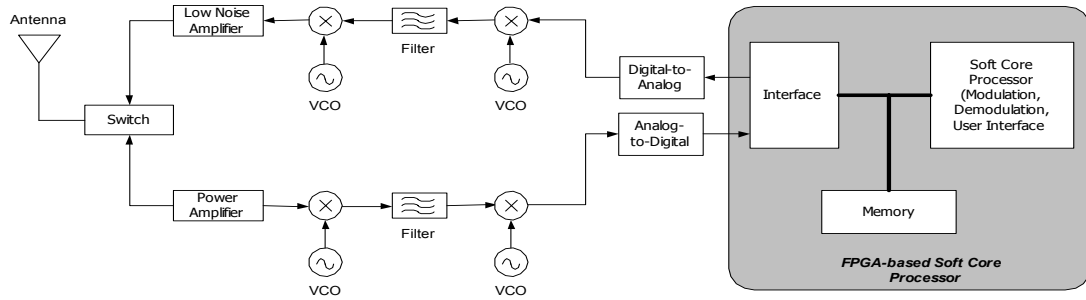 Antenna
Low Noise
Amplifier
Filter
VCO
VCO
Digital-to-
Analog
Interface
Soft Core
Processor
(Modulation,
Demodulation,
User Interface
Switch
Analog-
to-Digital
Power
Amplifier
Filter
VCO
VCO
Memory
FPGA-based Soft Core
Processor